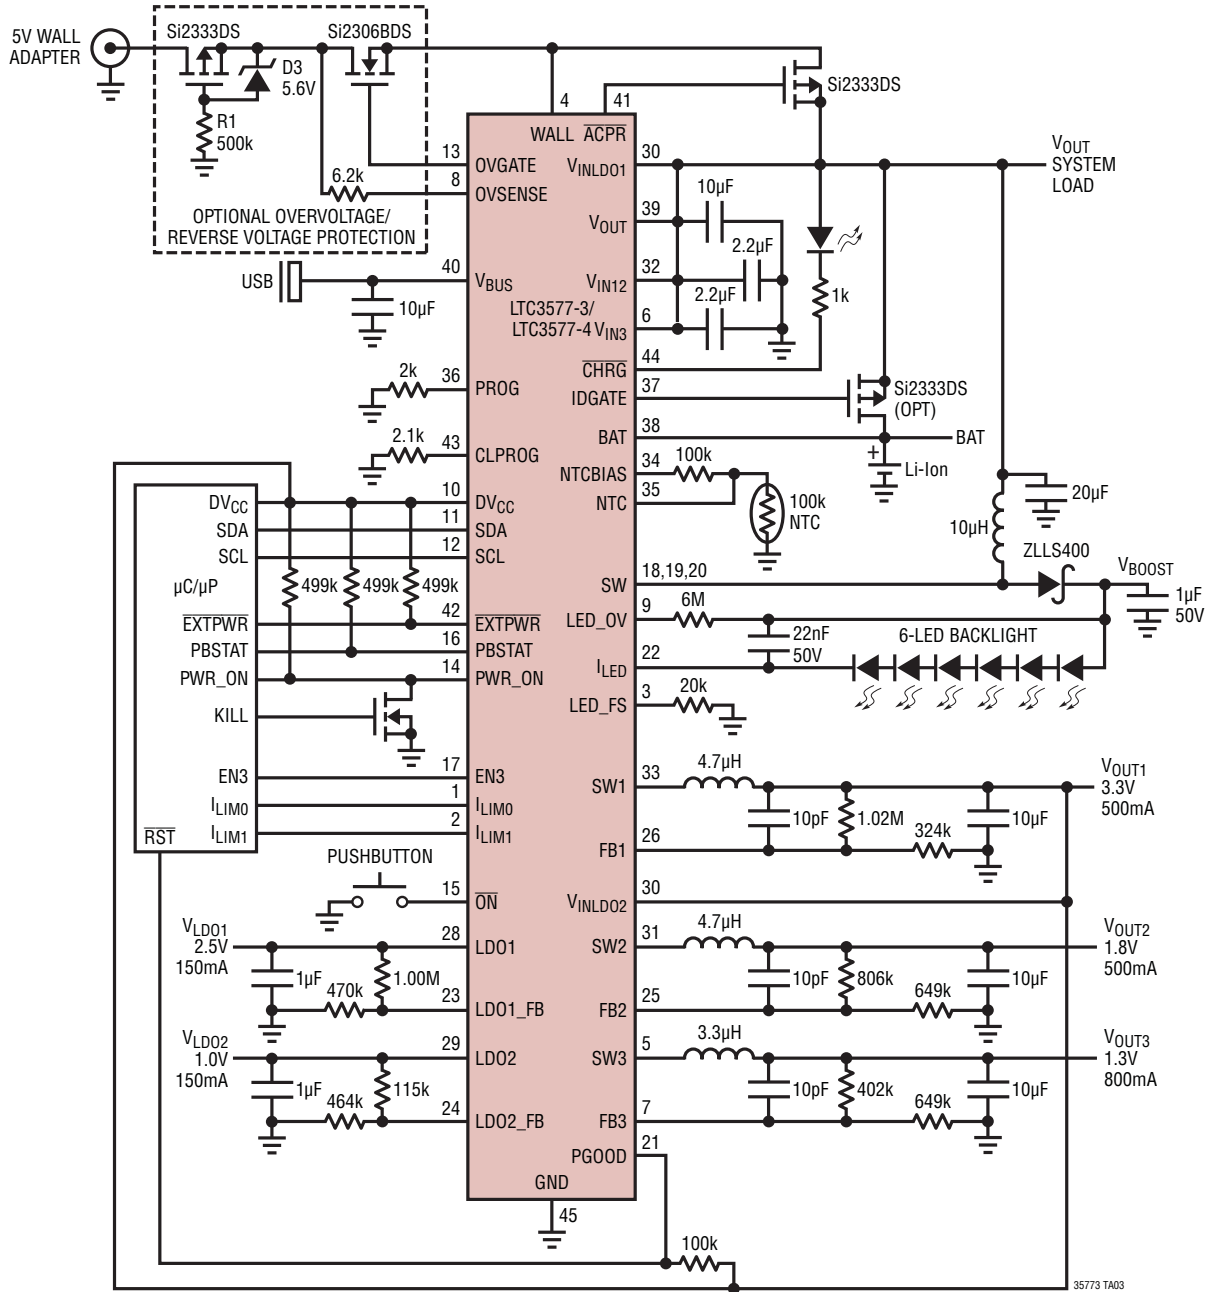 5V WALL
ADAPTER
Si2333DS
Si2306BDS
D3
5.6V
R1
500k
6.2k
OPTIONAL OVERVOLTAGE/
REVERSE VOLTAGE PROTECTION
4
41
Si2333DS
WALL
ACPR
13
OVGATE
8
OVSENSE
VINLDO1
30
VOUT
SYSTEM
LOAD
10µF
39
VOUT
2.2µF
32
VIN12
2.2µF
6
VIN3
1k
USB
40
VBUS
10µF
LTC3577-3/
LTC3577-4
44
CHRG
37
IDGATE
Si2333DS
(OPT)
38
BAT
BAT
+
Li-Ion
2k
36
PROG
2.1k
43
CLPROG
34
NTCBIAS
100k
35
NTC
100k
NTC
20µF
10µH
ZLLS400
VBOOST
1µF
50V
DVCC
10
DVCC
SDA
11
SDA
SCL
12
SCL
µC/µP
499k
499k
499k
SW
18,19,20
9
LED_OV
6M
22nF
50V
6-LED BACKLIGHT
EXTPWR
42
EXTPWR
PBSTAT
16
PBSTAT
PWR_ON
14
PWR_ON
22
ILED
3
LED_FS
20k
KILL
EN3
17
EN3
ILIM0
1
ILIM0
ILIM1
2
ILIM1
RST
33
SW1
4.7µH
VOUT1
3.3V
500mA
10pF
1.02M
324k
10µF
26
FB1
PUSHBUTTON
15
ON
30
VINLDO2
VLDO1
2.5V
150mA
28
LDO1
1µF
470k
1.00M
23
LDO1_FB
31
SW2
4.7µH
VOUT2
1.8V
500mA
10pF
806k
649k
10µF
25
FB2
VLDO2
1.0V
150mA
29
LDO2
1µF
464k
115k
24
LDO2_FB
5
SW3
3.3µH
VOUT3
1.3V
800mA
10pF
402k
649k
10µF
7
FB3
21
PGOOD
GND
45
100k
35773 TA03